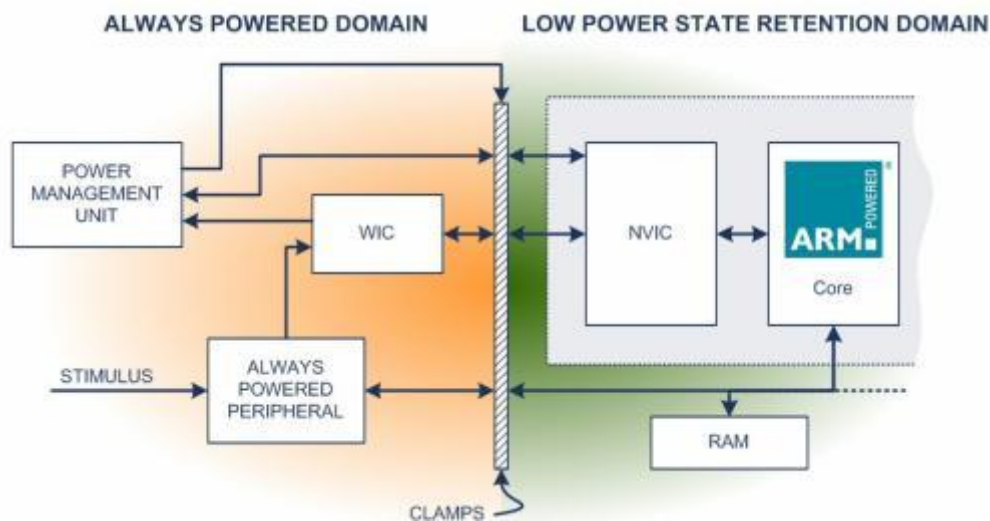 ALWAYS POWERED DOMAIN
LOW POWER STATE RETENTION DOMAIN
POWER
MANAGEMENT
UNIT
WIC
NVIC
ARM POWERED
®
Core
STIMULUS
ALWAYS
POWERED
PERIPHERAL
RAM
CLAMPS